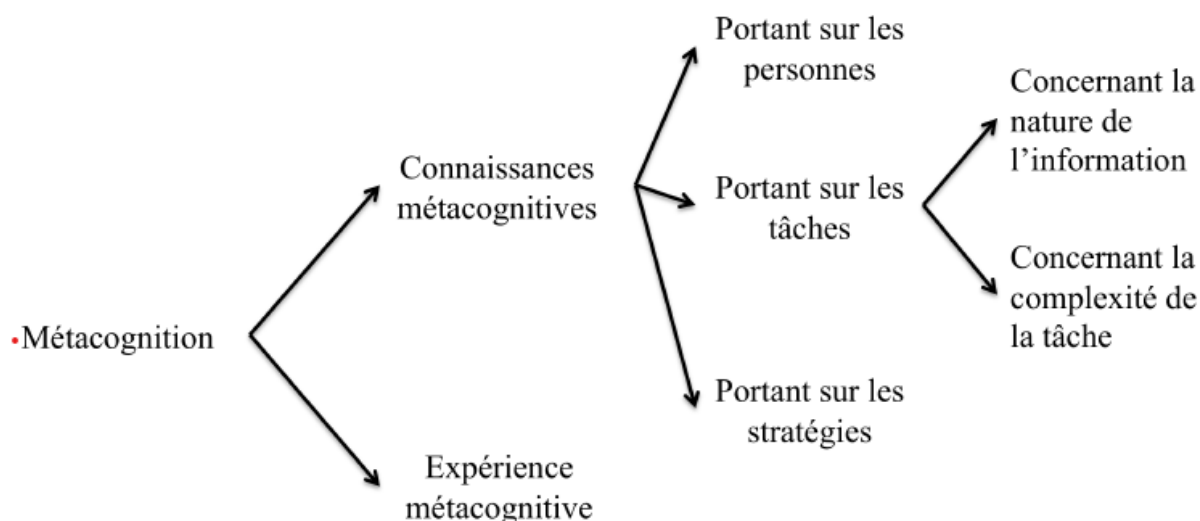 Portant sur les
personnes
Concernant la
nature de
l’information
Connaissances
métacognitives
Portant sur les
tâches
Concernant la
complexité de
la tâche
•Métacognition
Portant sur les
stratégies
Expérience
métacognitive